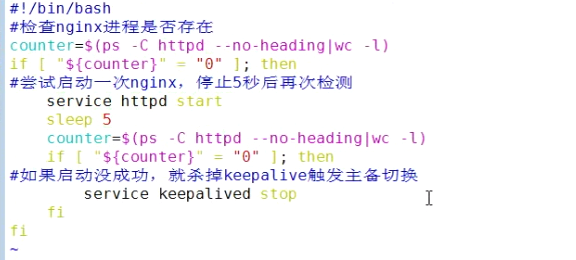 #!/bin/bash
#检查nginx进程是否存在
counter=$(ps -C httpd --no-heading|wc -l)
if [ "${counter}" = "0" ]; then
#尝试启动一次nginx，停止5秒后再次检测
    service httpd start
    sleep 5
    counter=$(ps -C httpd --no-heading|wc -l)
    if [ "${counter}" = "0" ]; then
#如果启动没成功，就杀掉keepalive触发主备切换
        service keepalived stop
    fi
fi
~